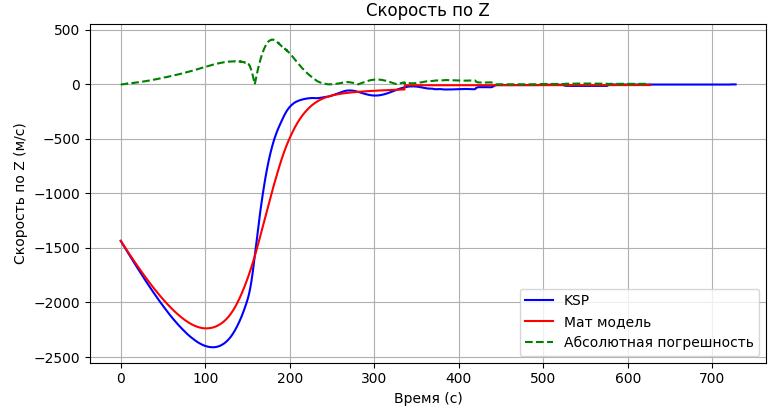 Скорость по Z
500
0
−500
−1000
−1500
−2000
−2500
Скорость по Z (м/с)
0 100 200 300 400 500 600 700
Время (с)
KSP
Мат модель
Абсолютная погрешность